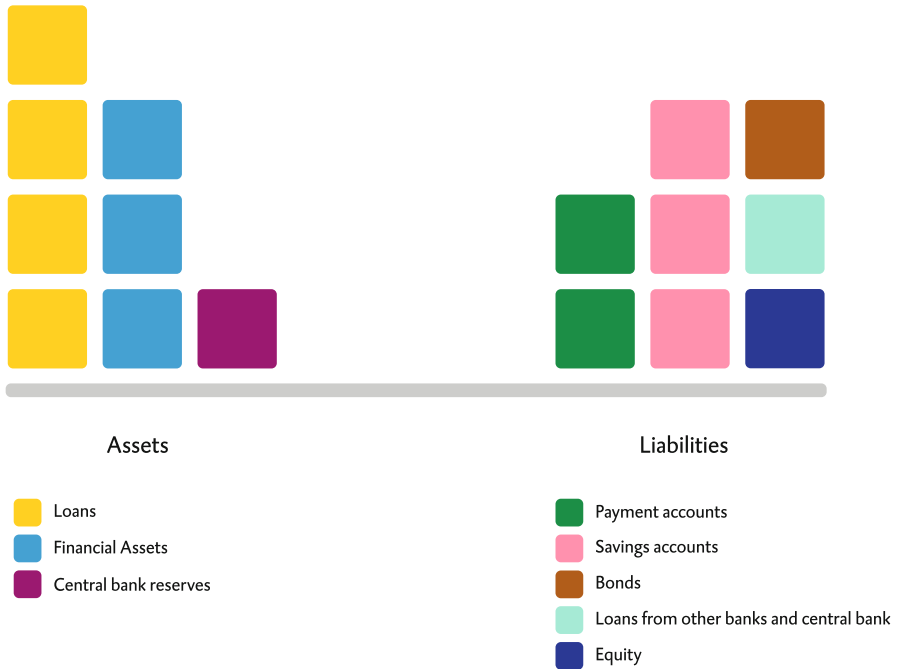 Assets
Liabilities
Loans
Financial Assets
Central bank reserves
Payment accounts
Savings accounts
Bonds
Loans from other banks and central bank
Equity